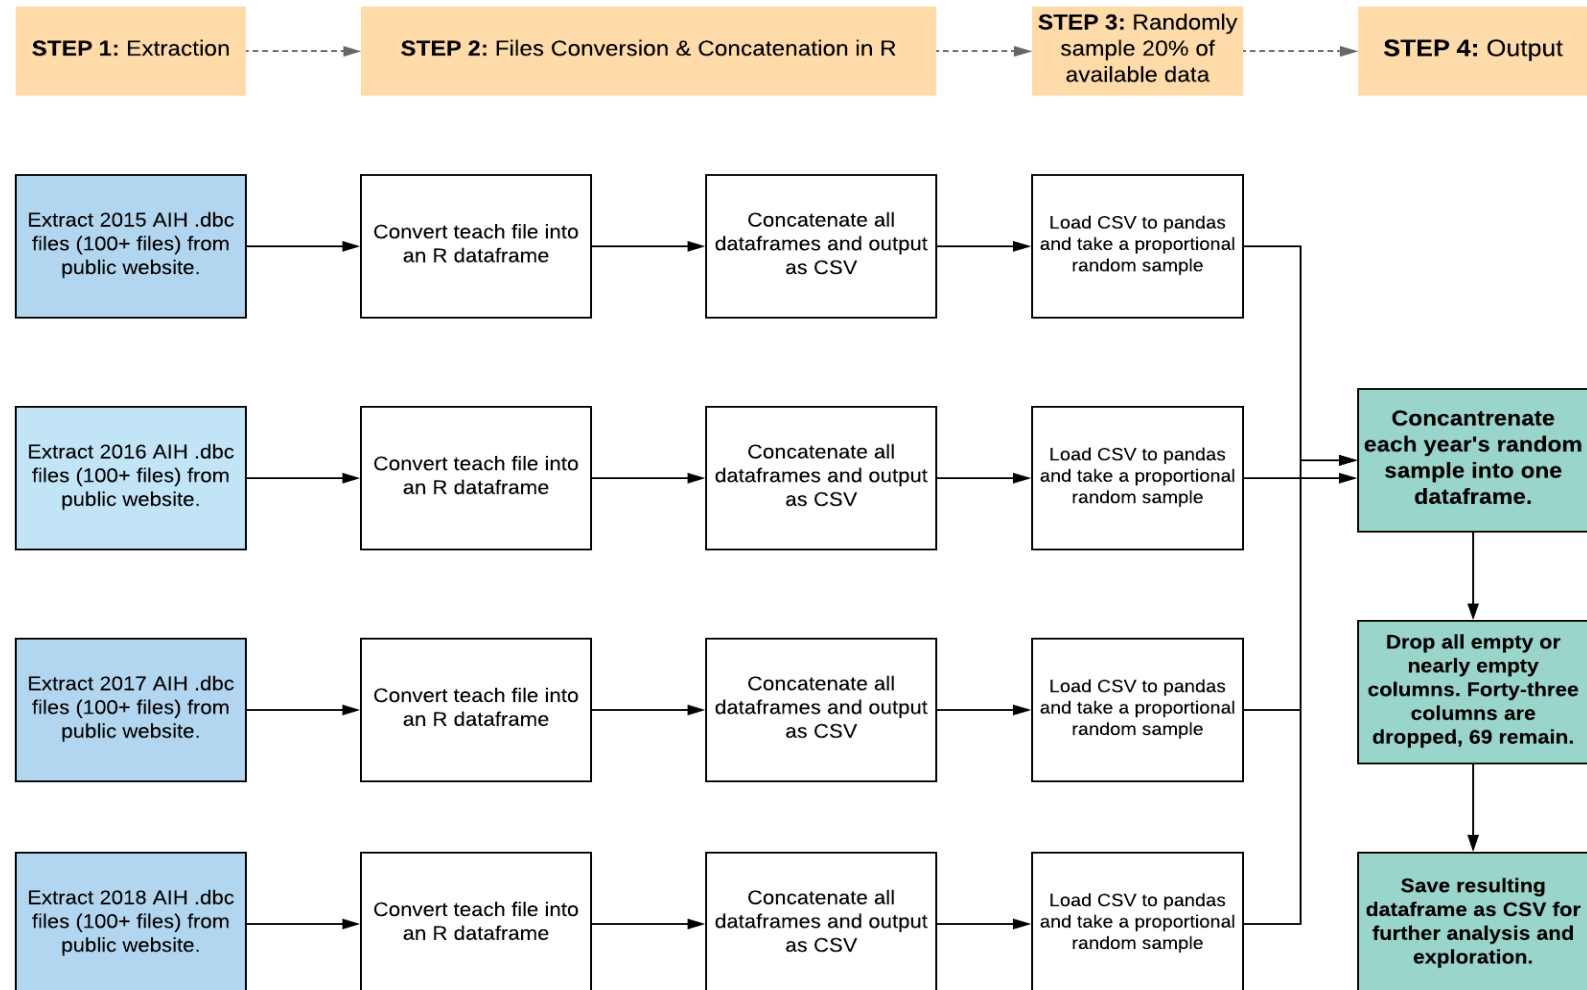 STEP 1: Extraction
STEP 2: Files Conversion & Concatenation in R
STEP 3: Randomly
sample 20% of
available data
STEP 4: Output
Extract 2015 AIH .dbc
files (100+ files) from
public website.
Convert teach file into
an R dataframe
Concatenate all
dataframes and output
as CSV
Load CSV to pandas
and take a proportional
random sample
Extract 2016 AIH .dbc
files (100+ files) from
public website.
Convert teach file into
an R dataframe
Concatenate all
dataframes and output
as CSV
Load CSV to pandas
and take a proportional
random sample
Concantrenate
each year's random
sample into one
dataframe.
Extract 2017 AIH .dbc
files (100+ files) from
public website.
Convert teach file into
an R dataframe
Concatenate all
dataframes and output
as CSV
Load CSV to pandas
and take a proportional
random sample
Drop all empty or
nearly empty
columns. Forty-three
columns are
dropped, 69 remain.
Extract 2018 AIH .dbc
files (100+ files) from
public website.
Convert teach file into
an R dataframe
Concatenate all
dataframes and output
as CSV
Load CSV to pandas
and take a proportional
random sample
Save resulting
dataframe as CSV for
further analysis and
exploration.